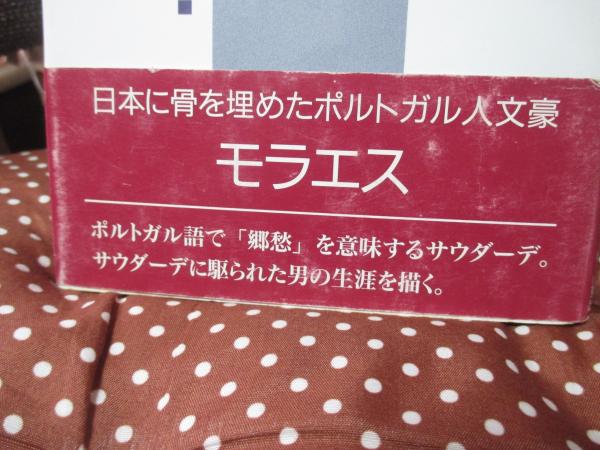 日本に骨を埋めたポルトガル人文豪
モラエス
ポルトガル語で「郷愁」を意味するサウダーデ。
サウダーデに駆られた男の生涯を描く。